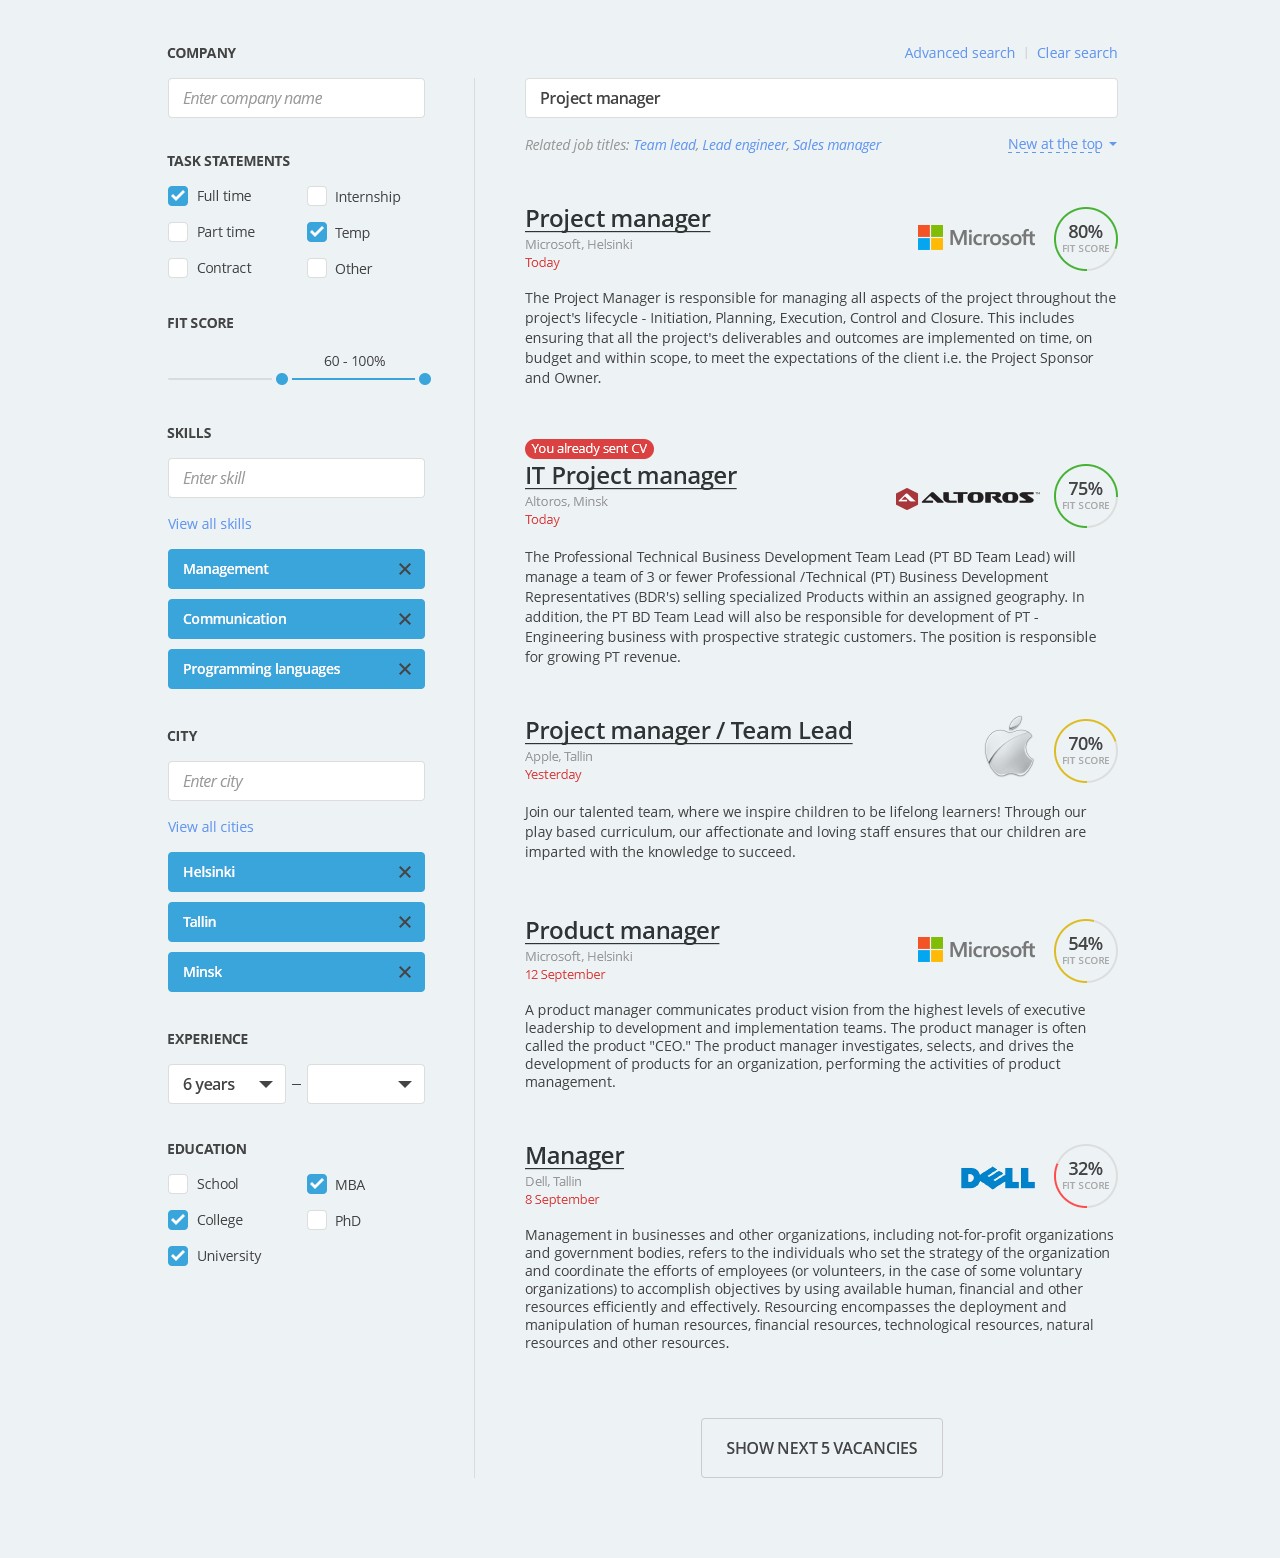 COMPANY
Enter company name
TASK STATEMENTS
Full time
Internship
Part time
Temp
Contract
Other
FIT SCORE
60 - 100%
SKILLS
Enter skill
View all skills
Management
Communication
Programming languages
CITY
Enter city
View all cities
Helsinki
Tallin
Minsk
EXPERIENCE
6 years
–
EDUCATION
School
MBA
College
PhD
University
Advanced search | Clear search
Project manager
Related job titles: Team lead, Lead engineer, Sales manager
New at the top
Project manager
Microsoft, Helsinki
Today
Microsoft
80%
FIT SCORE
The Project Manager is responsible for managing all aspects of the project throughout the
project's lifecycle - Initiation, Planning, Execution, Control and Closure. This includes
ensuring that all the project's deliverables and outcomes are implemented on time, on
budget and within scope, to meet the expectations of the client i.e. the Project Sponsor
and Owner.
You already sent CV
IT Project manager
Altoros, Minsk
Today
ALTOROS™
75%
FIT SCORE
The Professional Technical Business Development Team Lead (PT BD Team Lead) will
manage a team of 3 or fewer Professional /Technical (PT) Business Development
Representatives (BDR's) selling specialized Products within an assigned geography. In
addition, the PT BD Team Lead will also be responsible for development of PT -
Engineering business with prospective strategic customers. The position is responsible
for growing PT revenue.
Project manager / Team Lead
Apple, Tallin
Yesterday
70%
FIT SCORE
Join our talented team, where we inspire children to be lifelong learners! Through our
play based curriculum, our affectionate and loving staff ensures that our children are
imparted with the knowledge to succeed.
Product manager
Microsoft, Helsinki
12 September
Microsoft
54%
FIT SCORE
A product manager communicates product vision from the highest levels of executive
leadership to development and implementation teams. The product manager is often
called the product "CEO." The product manager investigates, selects, and drives the
development of products for an organization, performing the activities of product
management.
Manager
Dell, Tallin
8 September
DELL
32%
FIT SCORE
Management in businesses and other organizations, including not-for-profit organizations
and government bodies, refers to the individuals who set the strategy of the organization
and coordinate the efforts of employees (or volunteers, in the case of some voluntary
organizations) to accomplish objectives by using available human, financial and other
resources efficiently and effectively. Resourcing encompasses the deployment and
manipulation of human resources, financial resources, technological resources, natural
resources and other resources.
SHOW NEXT 5 VACANCIES